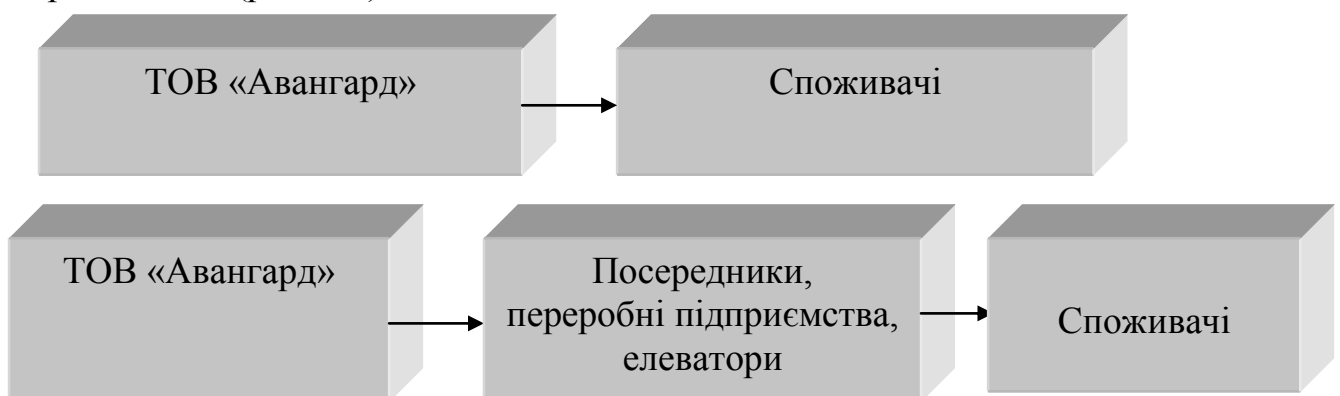 ТОВ «Авангард»
Споживачі
ТОВ «Авангард»
Посередники,
переробні підприємства,
елеватори
Споживачі